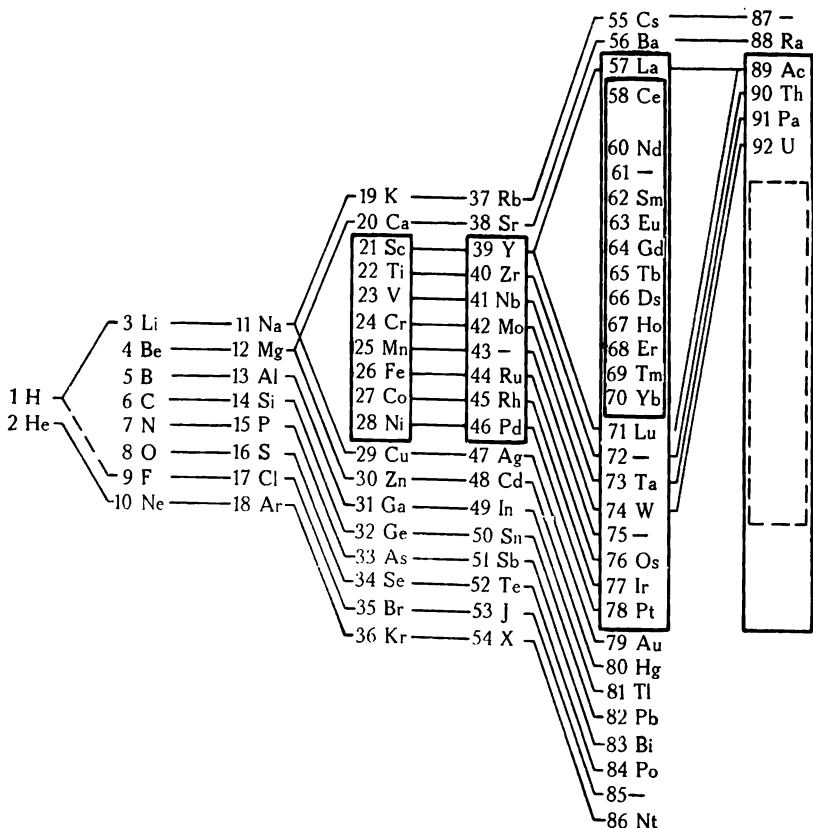 1 H
2 He
3 Li
4 Be
5 B
6 C
7 N
8 O
9 F
10 Ne
11 Na
12 Mg
13 Al
14 Si
15 P
16 S
17 Cl
18 Ar
19 K
20 Ca
21 Sc
22 Ti
23 V
24 Cr
25 Mn
26 Fe
27 Co
28 Ni
29 Cu
30 Zn
31 Ga
32 Ge
33 As
34 Se
35 Br
36 Kr
37 Rb
38 Sr
39 Y
40 Zr
41 Nb
42 Mo
43 —
44 Ru
45 Rh
46 Pd
47 Ag
48 Cd
49 In
50 Sn
51 Sb
52 Te
53 J
54 X
55 Cs
56 Ba
57 La
58 Ce
60 Nd
61 —
62 Sm
63 Eu
64 Gd
65 Tb
66 Ds
67 Ho
68 Er
69 Tm
70 Yb
71 Lu
72 —
73 Ta
74 W
75 —
76 Os
77 Ir
78 Pt
79 Au
80 Hg
81 Tl
82 Pb
83 Bi
84 Po
85 —
86 Nt
87 —
88 Ra
89 Ac
90 Th
91 Pa
92 U